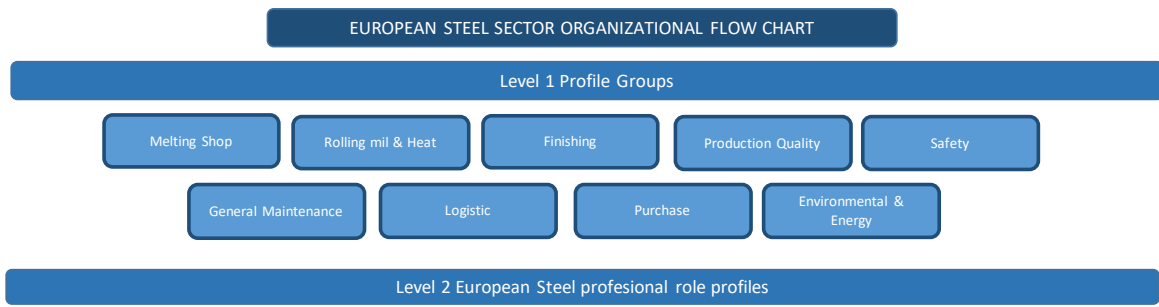 EUROPEAN STEEL SECTOR ORGANIZATIONAL FLOW CHART
Level 1 Profile Groups
Melting Shop
Rolling mil & Heat
Finishing
Production Quality
Safety
General Maintenance
Logistic
Purchase
Environmental &
Energy
Level 2 European Steel profesional role profiles